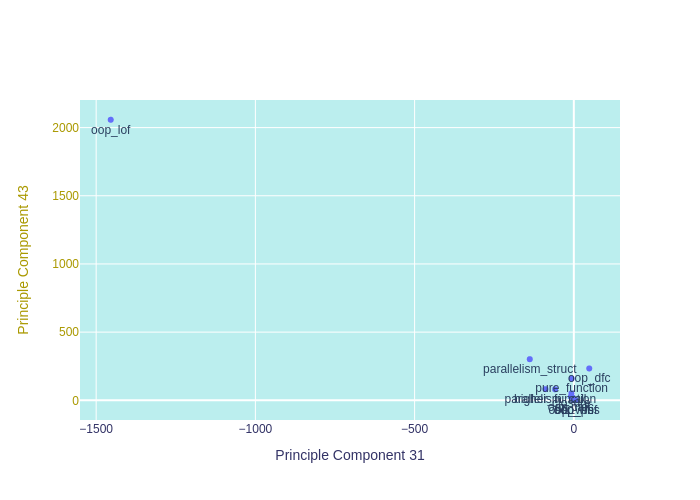 2000
oop_lof
1500
1000
500
parallelism_struct
oop_dfc
pure_function
0
−1500
−1000
−500
0
Principle Component 31
Principle Component 43